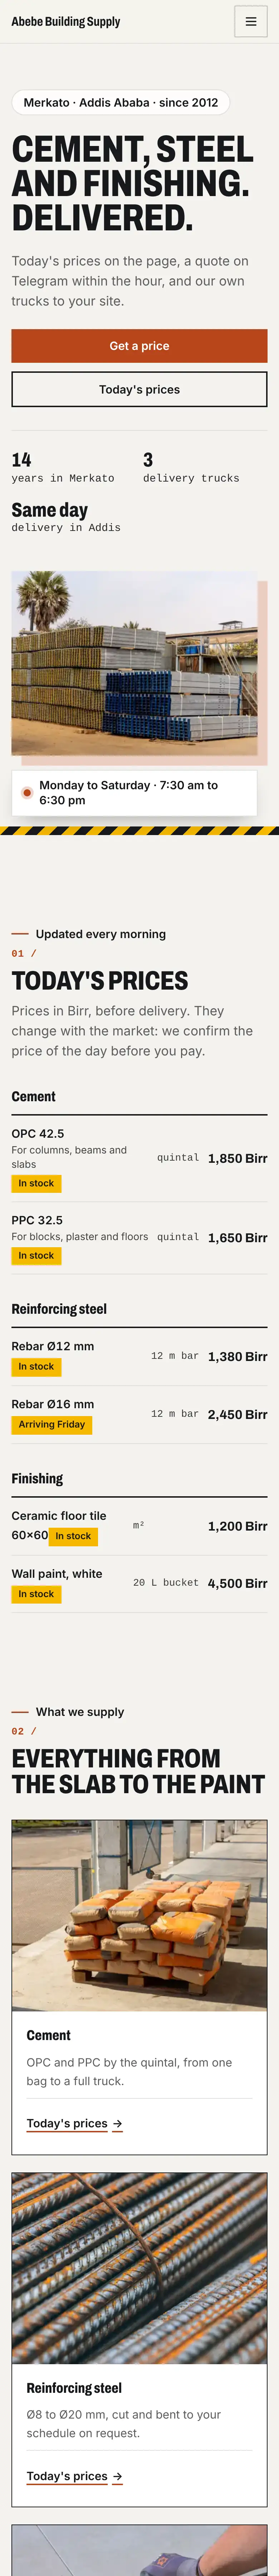 Abebe Building Supply
Merkato · Addis Ababa · since 2012
CEMENT, STEEL
AND FINISHING.
DELIVERED.
Today's prices on the page, a quote on
Telegram within the hour, and our own
trucks to your site.
Get a price
Today's prices
14
years in Merkato
3
delivery trucks
Same day
delivery in Addis
Monday to Saturday · 7:30 am to
6:30 pm
Updated every morning
01 /
TODAY'S PRICES
Prices in Birr, before delivery. They
change with the market: we confirm the
price of the day before you pay.
Cement
OPC 42.5
For columns, beams and
slabs
In stock
quintal
1,850 Birr
PPC 32.5
For blocks, plaster and floors
In stock
quintal
1,650 Birr
Reinforcing steel
Rebar Ø12 mm
In stock
12 m bar
1,380 Birr
Rebar Ø16 mm
Arriving Friday
12 m bar
2,450 Birr
Finishing
Ceramic floor tile
60×60 In stock
m²
1,200 Birr
Wall paint, white
In stock
20 L bucket
4,500 Birr
What we supply
02 /
EVERYTHING FROM
THE SLAB TO THE PAINT
Cement
OPC and PPC by the quintal, from one
bag to a full truck.
Today's prices →
Reinforcing steel
Ø8 to Ø20 mm, cut and bent to your
schedule on request.
Today's prices →